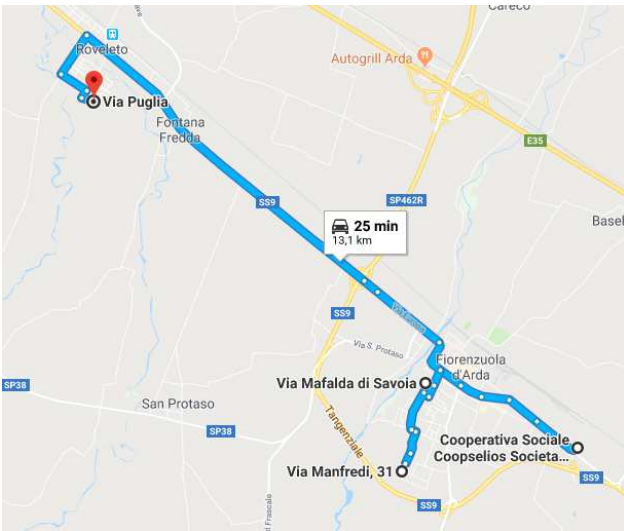 Careco
Roveleto
Autogrill Arda
Via Puglia
Fontana
Fredda
E35
SS9
SP462R
25 min
13,1 km
Basel
SS9
Via S. Protaso
Fiorenzuola
d'Arda
Via Mafalda di Savoia
SP38
San Protaso
SP38
Tangenziale
Cooperativa Sociale
Coopselios Societa...
Via Manfredi, 31
SS9
SS9